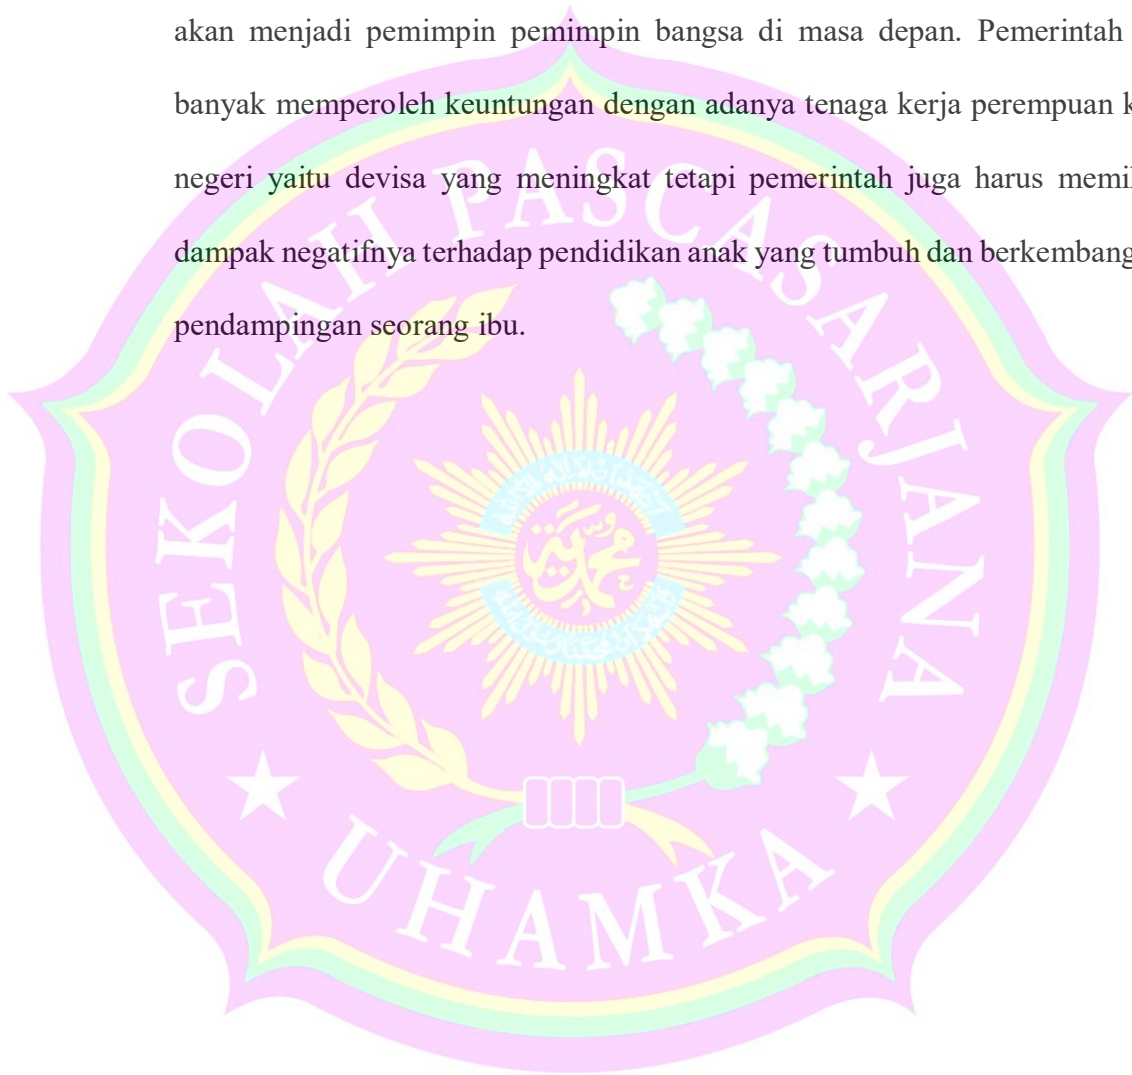 akan menjadi pemimpin pemimpin bangsa di masa depan. Pemerintah
banyak memperoleh keuntungan dengan adanya tenaga kerja perempuan
negeri yaitu devisa yang meningkat tetapi pemerintah juga harus
dampak negatifnya terhadap pendidikan anak yang tumbuh dan berkembang
pendampingan seorang ibu.
SEKOLAH PASCASARJANA
محمدية
UHAMKA